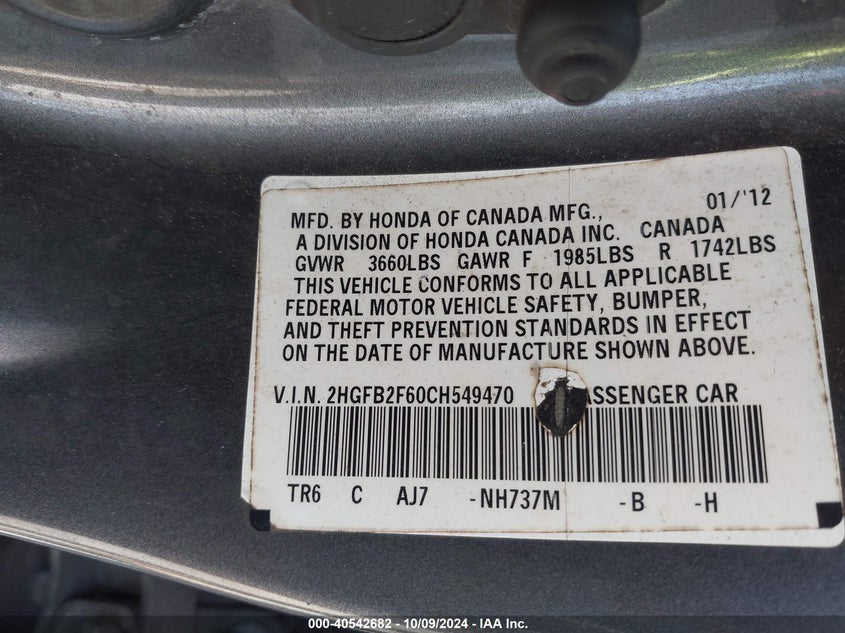 01/'12
MFD. BY HONDA OF CANADA MFG.,
A DIVISION OF HONDA CANADA INC. CANADA
GVWR 3660LBS GAWR F 1985LBS R 1742LBS
THIS VEHICLE CONFORMS TO ALL APPLICABLE
FEDERAL MOTOR VEHICLE SAFETY, BUMPER,
AND THEFT PREVENTION STANDARDS IN EFFECT
ON THE DATE OF MANUFACTURE SHOWN ABOVE.
V.I.N. 2HGFB2F60CH549470 ASSENGER CAR
TR6 C AJ7 -NH737M -B -H
000-40542682 - 10/09/2024 - IAA Inc.